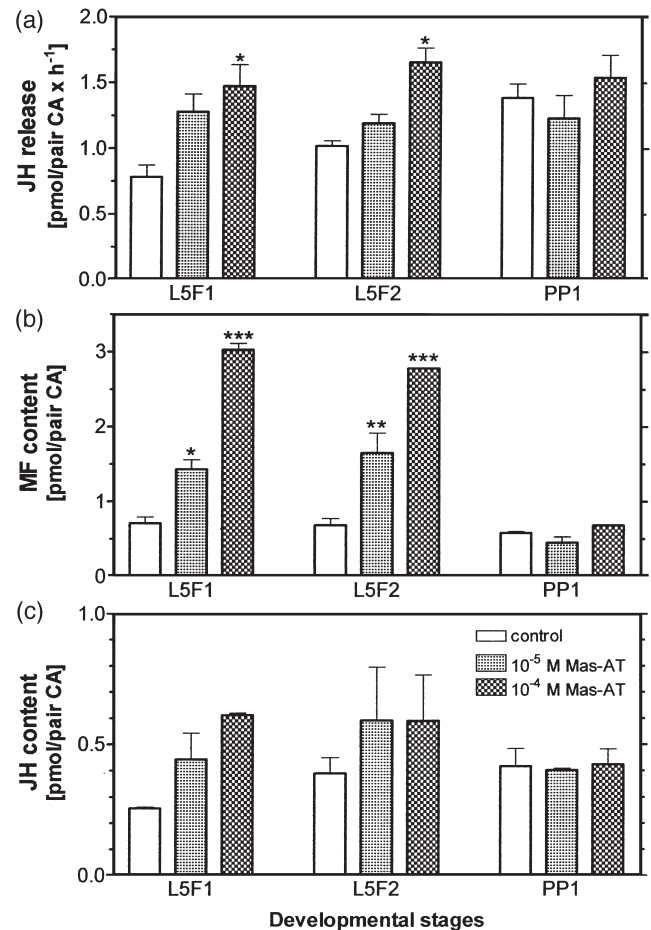 (a)
JH release
[pmol/pair CA x h⁻¹]
2.0
1.5
1.0
0.5
0.0
*
*
L5F1 L5F2 PP1
(b)
MF content
[pmol/pair CA]
3
2
1
0
*
***
**
***
L5F1 L5F2 PP1
(c)
JH content
[pmol/pair CA]
1.0
0.5
0.0
control
10⁻⁵ M Mas-AT
10⁻⁴ M Mas-AT
L5F1 L5F2 PP1
Developmental stages